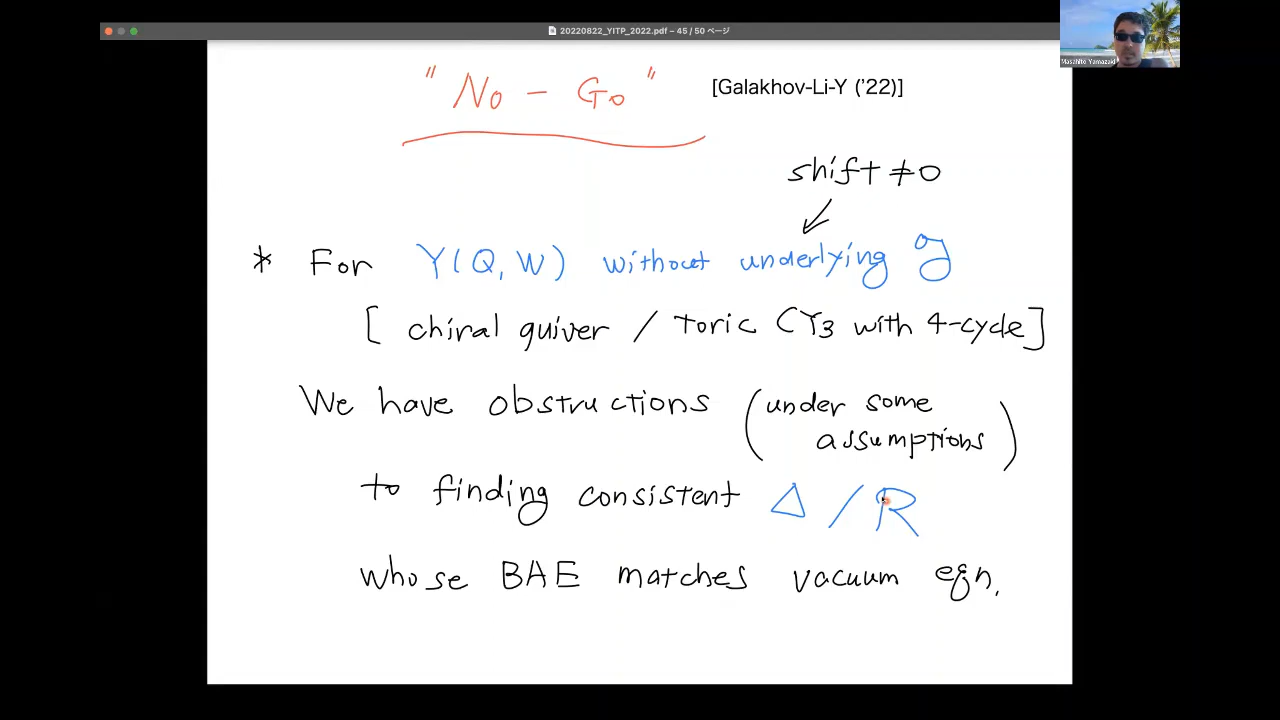 20220822_YITP_2022.pdf – 45 / 50 ページ
Masahito Yamazaki
"No - Go" [Galakhov-Li-Y ('22)]
shift ≠ 0
* For Y(Q, W) without underlying g
[ chiral quiver / toric CY3 with 4-cycle ]
We have obstructions (under some
assumptions)
to finding consistent Δ / R
whose BAE matches vacuum eqn.